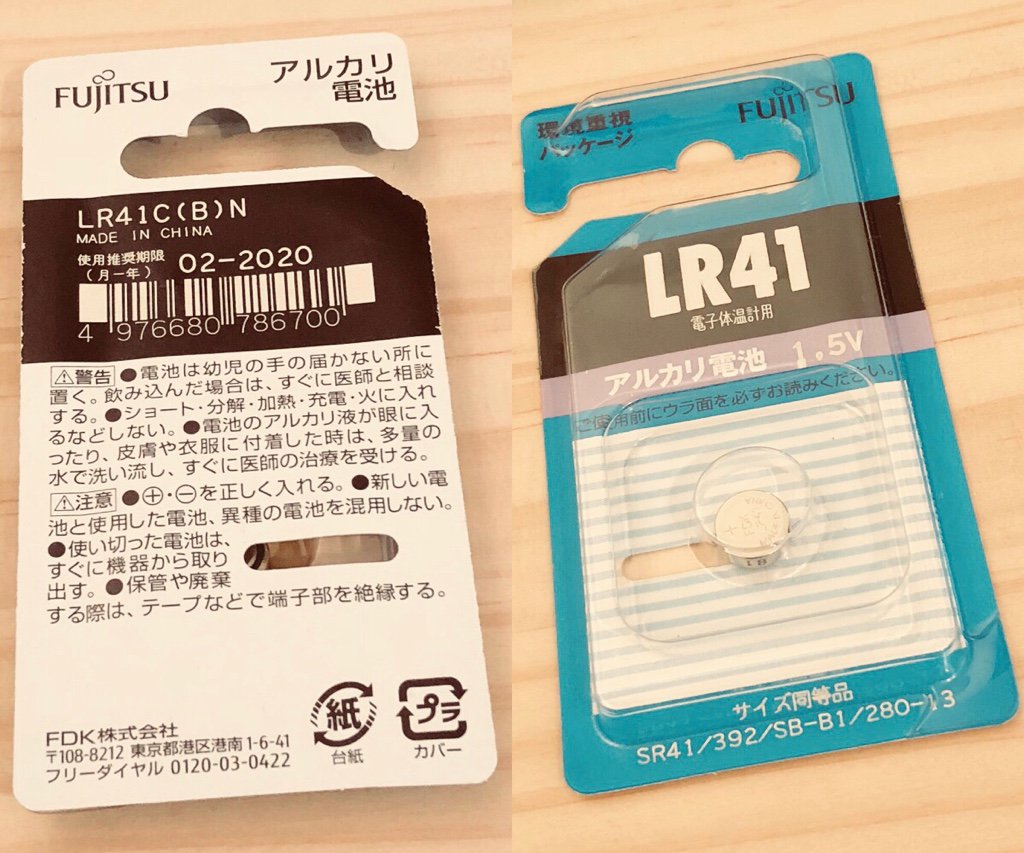 FUJITSU
アルカリ
電池
LR41C(B)N
MADE IN CHINA
使用推奨期限
(月-年) 02-2020
4 976680 786700
⚠警告 ●電池は幼児の手の届かない所に
置く。飲み込んだ場合は、すぐに医師と相談
する。●ショート・分解・加熱・充電・火に入れ
るなどしない。●電池のアルカリ液が眼に入
ったり、皮膚や衣服に付着した時は、多量の
水で洗い流し、すぐに医師の治療を受ける。
⚠注意 ●⊕・⊖を正しく入れる。●新しい電
池と使用した電池、異種の電池を混用しない。
●使い切った電池は、
すぐに機器から取り
出す。●保管や廃棄
する際は、テープなどで端子部を絶縁する。
FDK株式会社
〒108-8212 東京都港区港南1-6-41
フリーダイヤル 0120-03-0422
紙
台紙
プラ
カバー
環境重視
パッケージ
FUJITSU
LR41
電子体温計用
アルカリ電池 1.5V
ご使用前にウラ面を必ずお読みください。
サイズ同等品
SR41/392/SB-B1/280-13